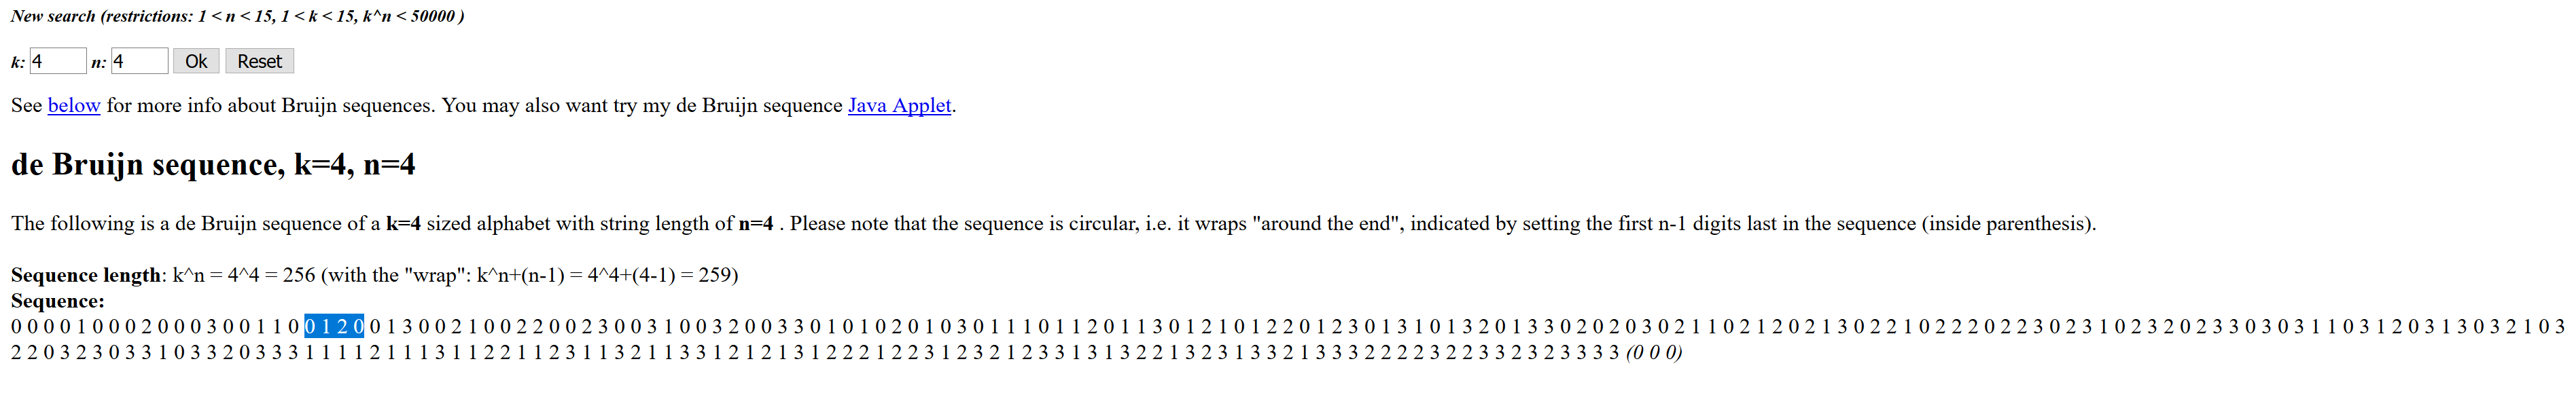 New search (restrictions: 1 < n < 15, 1 < k < 15, k^n < 50000 )
k: 4 n: 4 Ok Reset
See below for more info about Bruijn sequences. You may also want try my de Bruijn sequence Java Applet.
de Bruijn sequence, k=4, n=4
The following is a de Bruijn sequence of a k=4 sized alphabet with string length of n=4 . Please note that the sequence is circular, i.e. it wraps "around the end", indicated by setting the first n-1 digits last in the sequence (inside parenthesis).
Sequence length: k^n = 4^4 = 256 (with the "wrap": k^n+(n-1) = 4^4+(4-1) = 259)
Sequence:
0 0 0 0 1 0 0 0 2 0 0 0 3 0 0 1 1 0 0 1 2 0 0 1 3 0 0 2 1 0 0 2 2 0 0 2 3 0 0 3 1 0 0 3 2 0 0 3 3 0 1 0 1 0 2 0 1 0 3 0 1 1 1 0 1 1 2 0 1 1 3 0 1 2 1 0 1 2 2 0 1 2 3 0 1 3 1 0 1 3 2 0 1 3 3 0 2 0 2 0 3 0 2 1 1 0 2 1 2 0 2 1 3 0 2 2 1 0 2 2 2 0 2 2 3 0 2 3 1 0 2 3 2 0 2 3 3 0 3 0 3 1 1 0 3 1 2 0 3 1 3 0 3 2 1 0 3
2 2 0 3 2 3 0 3 3 1 0 3 3 2 0 3 3 3 1 1 1 1 2 1 1 1 3 1 1 2 2 1 1 2 3 1 1 3 2 1 1 3 3 1 2 1 2 1 3 1 2 2 2 1 2 2 3 1 2 3 2 1 2 3 3 1 3 1 3 2 2 1 3 2 3 1 3 3 2 1 3 3 3 2 2 2 2 3 2 2 3 3 2 3 2 3 3 3 3 (0 0 0)